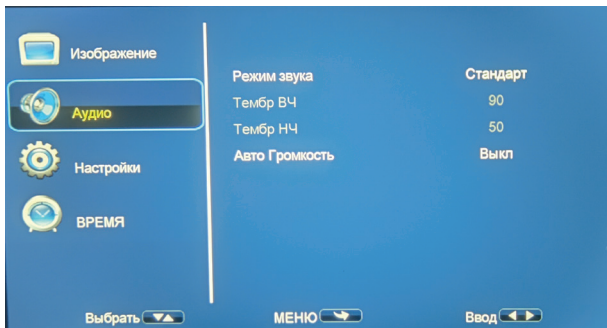 Изображение
Аудио
Настройки
ВРЕМЯ
Режим звука Стандарт
Тембр ВЧ 90
Тембр НЧ 50
Авто Громкость Выкл
Выбрать МЕНЮ Ввод